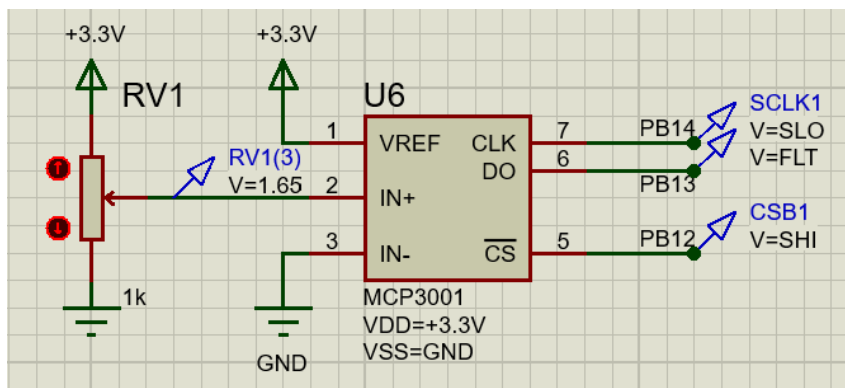 +3.3V
+3.3V
RV1
U6
SCLK1
RV1(3)
1
VREF
CLK
7
PB14
V=SLO
6
DO
V=FLT
V=1.65
2
IN+
PB13
CSB1
3
IN-
CS
5
PB12
V=SHI
1k
MCP3001
VDD=+3.3V
VSS=GND
GND